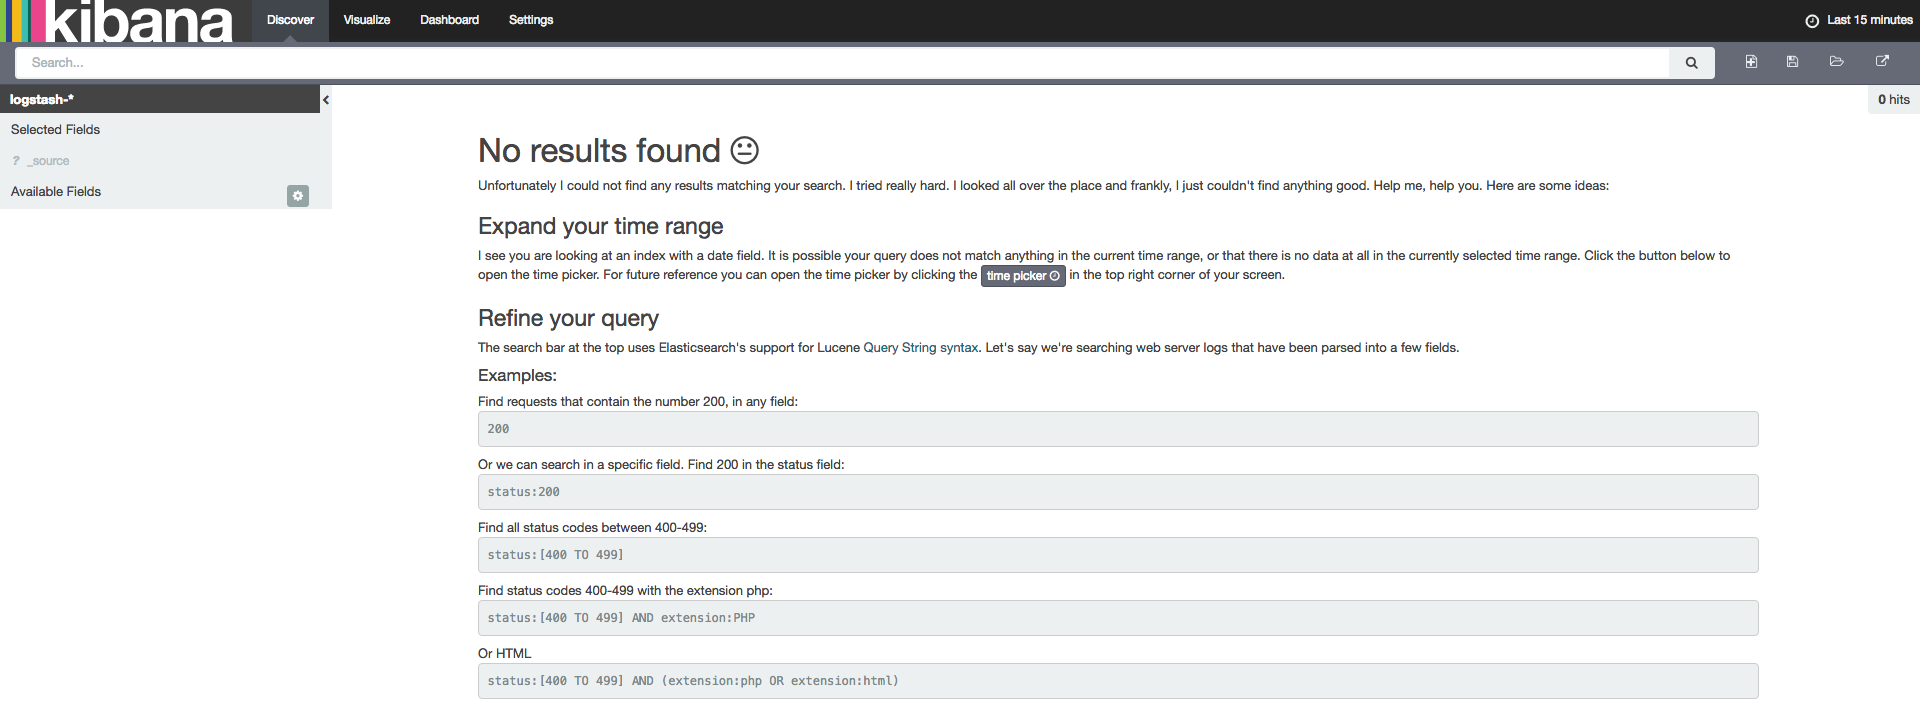 kibana
Discover Visualize Dashboard Settings Last 15 minutes
Search...
logstash-*
0 hits
Selected Fields
? _source
Available Fields
No results found
Unfortunately I could not find any results matching your search. I tried really hard. I looked all over the place and frankly, I just couldn't find anything good. Help me, help you. Here are some ideas:
Expand your time range
I see you are looking at an index with a date field. It is possible your query does not match anything in the current time range, or that there is no data at all in the currently selected time range. Click the button below to
open the time picker. For future reference you can open the time picker by clicking the time picker in the top right corner of your screen.
Refine your query
The search bar at the top uses Elasticsearch's support for Lucene Query String syntax. Let's say we're searching web server logs that have been parsed into a few fields.
Examples:
Find requests that contain the number 200, in any field:
200
Or we can search in a specific field. Find 200 in the status field:
status:200
Find all status codes between 400-499:
status:[400 TO 499]
Find status codes 400-499 with the extension php:
status:[400 TO 499] AND extension:PHP
Or HTML
status:[400 TO 499] AND (extension:php OR extension:html)